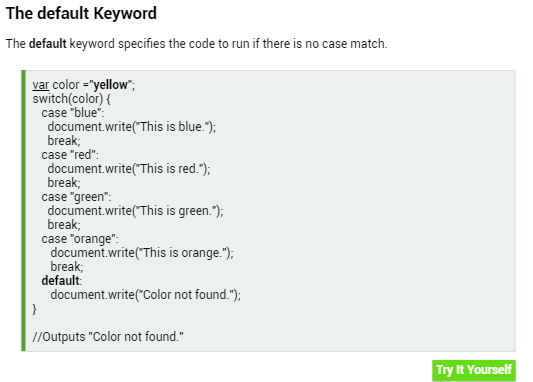 The default Keyword
The default keyword specifies the code to run if there is no case match.
var color ="yellow";
switch(color) {
case "blue":
document.write("This is blue.");
break;
case "red":
document.write("This is red.");
break;
case "green":
document.write("This is green.");
break;
case "orange":
document.write("This is orange.");
break;
default:
document.write("Color not found.");
}
//Outputs "Color not found."
Try It Yourself